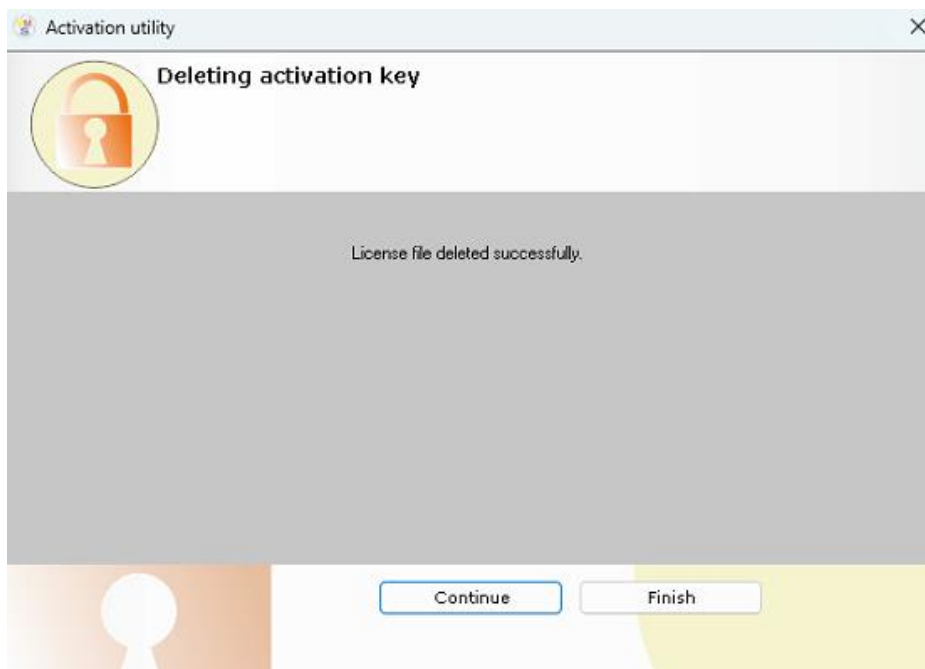 Activation utility
Deleting activation key
License file deleted successfully.
Continue
Finish